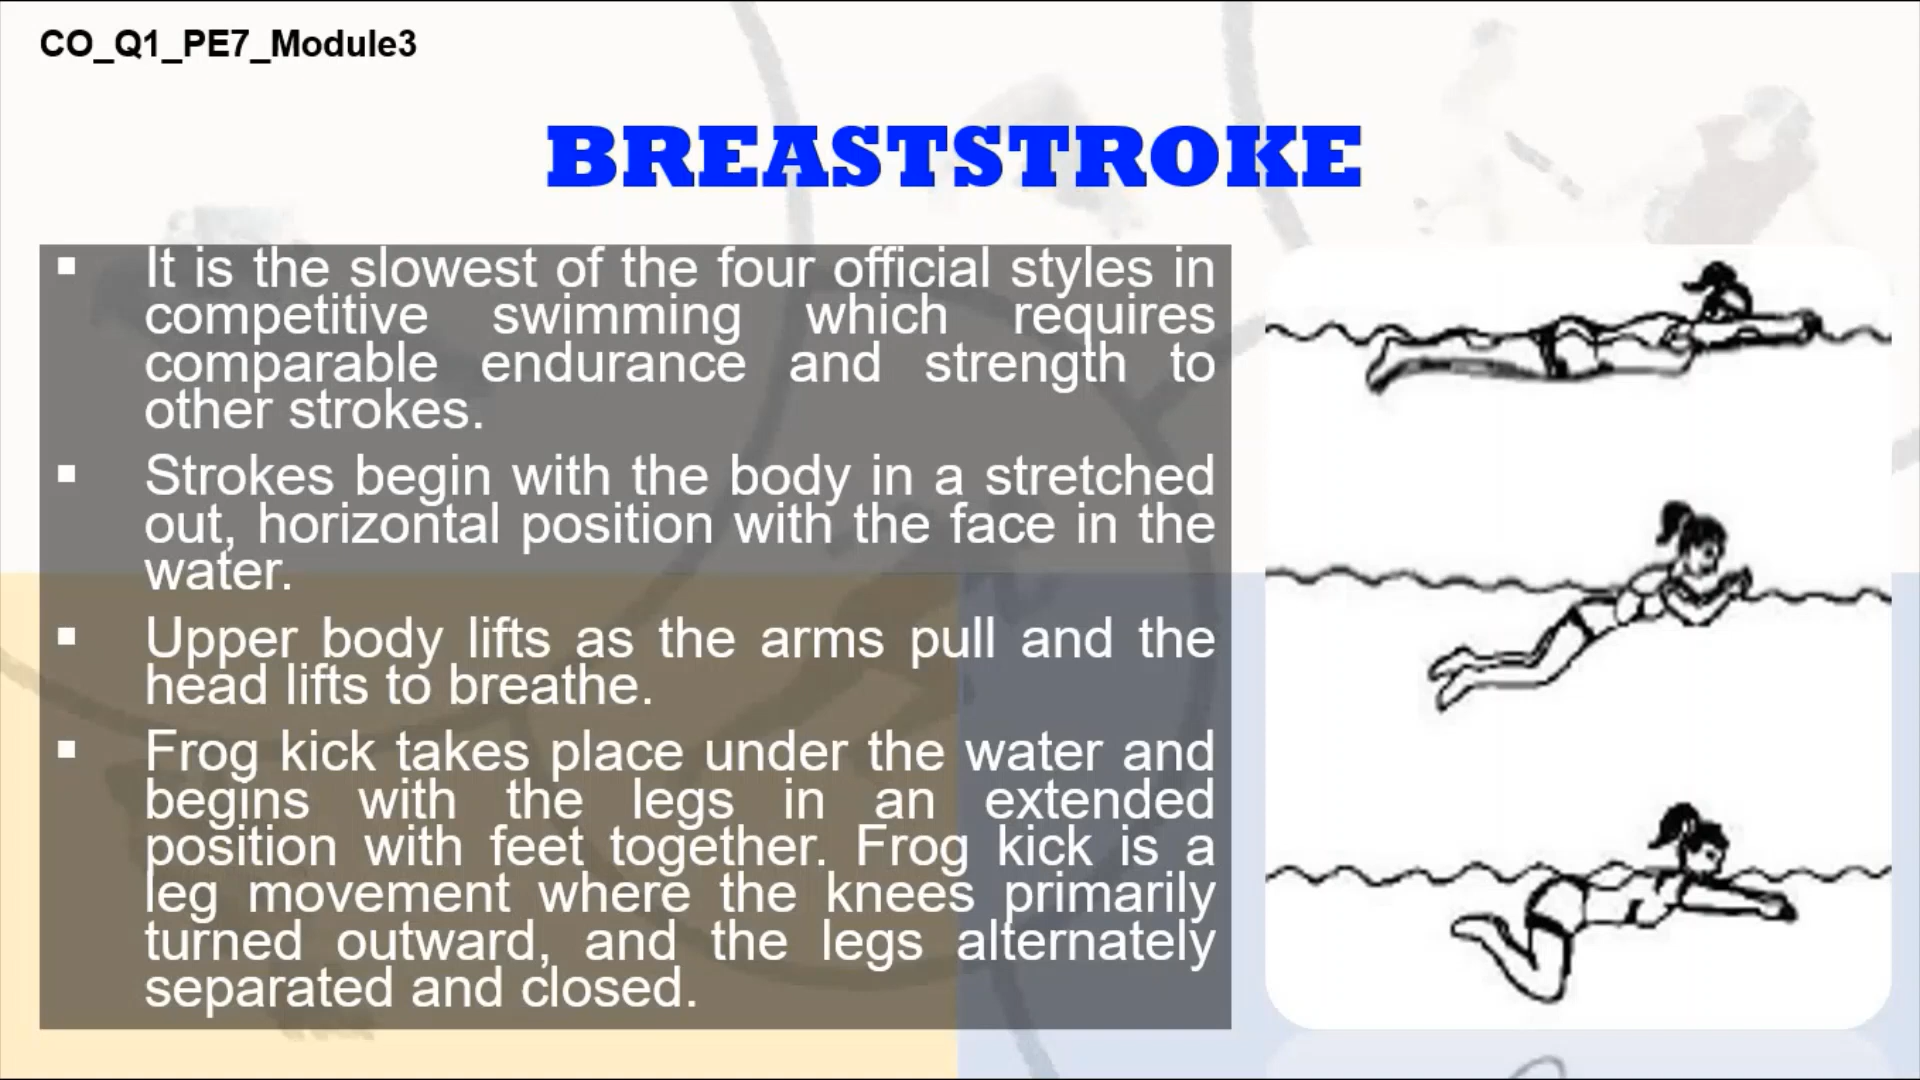 CO_Q1_PE7_Module3
BREASTSTROKE
▪ It is the slowest of the four official styles in
competitive swimming which requires
comparable endurance and strength to
other strokes.
▪ Strokes begin with the body in a stretched
out, horizontal position with the face in the
water.
▪ Upper body lifts as the arms pull and the
head lifts to breathe.
▪ Frog kick takes place under the water and
begins with the legs in an extended
position with feet together. Frog kick is a
leg movement where the knees primarily
turned outward, and the legs alternately
separated and closed.